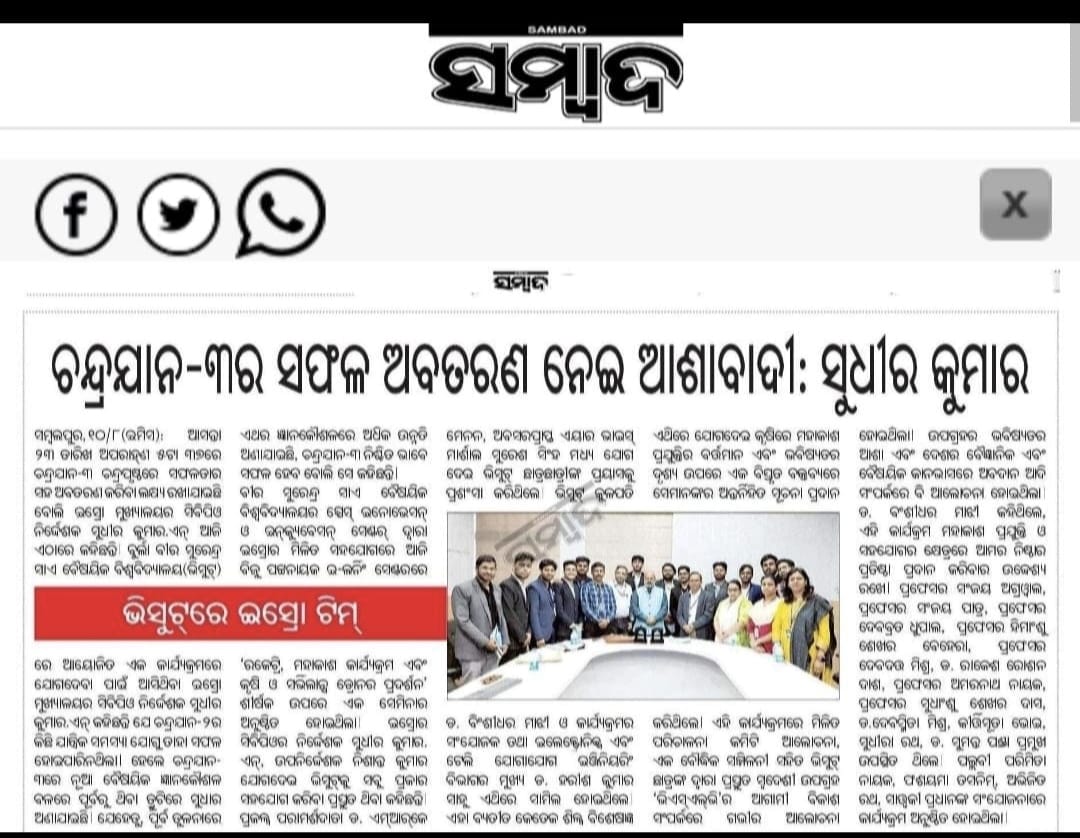 SAMBAD
ସମ୍ବାଦ
ସମ୍ବାଦ
ଚନ୍ଦ୍ରଯାନ-୩ର ସଫଳ ଅବତରଣ ନେଇ ଆଶାବାଦୀ: ସୁଧୀର କୁମାର
ସମ୍ବଲପୁର,୧୦/୮(ଇମିସ): ଆସନ୍ତା
୨୩ ତାରିଖ ଅପରାହ୍ଣ ୫ଟା ୩୭ରେ
ଚନ୍ଦ୍ରଯାନ-୩ ଚନ୍ଦ୍ରପୃଷ୍ଠରେ ସଫଳତାର
ସହ ଅବତରଣ କରିବା ଲକ୍ଷ୍ୟ ରଖାଯାଇଛି
ବୋଲି ଇସ୍ରୋ ମୁଖ୍ୟାଳୟର ସିବିପିଓ
ନିର୍ଦ୍ଦେଶକ ସୁଧୀର କୁମାର.ଏନ୍ ଆଜି
ଏଠାରେ କହିଛନ୍ତି। ବୁର୍ଲା ବୀର ସୁରେନ୍ଦ୍ର
ସାଏ ବୈଷୟିକ ବିଶ୍ୱବିଦ୍ୟାଳୟ(ଭିସୁଟ୍)
ଭିସୁଟ୍‌ରେ ଇସ୍ରୋ ଟିମ୍
ରେ ଆୟୋଜିତ ଏକ କାର୍ଯ୍ୟକ୍ରମରେ
ଯୋଗଦେବା ପାଇଁ ଆସିଥିବା ଇସ୍ରୋ
ମୁଖ୍ୟାଳୟର ସିବିପିଓ ନିର୍ଦ୍ଦେଶକ ସୁଧୀର
କୁମାର.ଏନ୍ କହିଛନ୍ତି ଯେ ଚନ୍ଦ୍ରଯାନ-୨ର
କିଛି ଯାନ୍ତ୍ରିକ ସମସ୍ୟା ଯୋଗୁ ତାହା ସଫଳ
ହୋଇପାରିନଥିଲା। ହେଲେ ଚନ୍ଦ୍ରଯାନ-
୩ରେ ନୂଆ ବୈଷୟିକ ଜ୍ଞାନକୌଶଳ
ବଳରେ ପୂର୍ବରୁ ଥିବା ତ୍ରୁଟିରେ ସୁଧାର
ଅଣାଯାଇଛି। ଯେହେତୁ, ପୂର୍ବ ତୁଳନାରେ
ଏଥର ଜ୍ଞାନକୌଶଳରେ ଅଧିକ ଉନ୍ନତି
ଅଣାଯାଇଛି, ଚନ୍ଦ୍ରଯାନ-୩ ନିଶ୍ଚିତ ଭାବେ
ସଫଳ ହେବ ବୋଲି ସେ କହିଛନ୍ତି।
ବୀର ସୁରେନ୍ଦ୍ର ସାଏ ବୈଷୟିକ
ବିଶ୍ୱବିଦ୍ୟାଳୟର ସ୍ପେସ୍ ଇନୋଭେସନ୍
ଓ ଇନ୍‌କ୍ୟୁବେସନ୍ ସେଣ୍ଟର୍ ଦ୍ୱାରା
ଇସ୍ରୋର ମିଳିତ ସହଯୋଗରେ ଆଜି
ବିଜୁ ପଟ୍ଟନାୟକ ଇ-ଲର୍ନିଂ ସେଣ୍ଟରରେ
'ରକେଟ୍ରି, ମହାକାଶ କାର୍ଯ୍ୟକ୍ରମ ଏବଂ
କୃଷି ଓ ସର୍ଭିଲାନ୍ସ ଡ୍ରୋନର ପ୍ରଦର୍ଶନ'
ଶୀର୍ଷକ ଉପରେ ଏକ ସେମିନାର
ଅନୁଷ୍ଠିତ ହୋଇଥିଲା। ଇସ୍ରୋର
ସିବିପିଓର ନିର୍ଦ୍ଦେଶକ ସୁଧୀର କୁମାର.
ଏନ୍, ଉପନିର୍ଦ୍ଦେଶକ ନିଶାନ୍ତ କୁମାର
ଯୋଗଦେଇ ଭିସୁଟ୍‌କୁ ସବୁ ପ୍ରକାର
ସହଯୋଗ କରିବା ପ୍ରସ୍ତୁତ ଥିବା କହିଛନ୍ତି।
ପ୍ରକଳ୍ପ ପରାମର୍ଶଦାତା ଡ. ଏମ୍‌ଆର୍‌କେ
ମେନନ, ଅବସରପ୍ରାପ୍ତ ଏୟାର ଭାଇସ୍
ମାର୍ଶାଲ ସୁରେଶ ସିଂହ ମଧ୍ୟ ଯୋଗ
ଦେଇ ଭିସୁଟ୍ ଛାତ୍ରଛାତ୍ରୀଙ୍କ ପ୍ରୟାସକୁ
ପ୍ରଶଂସା କରିଥିଲେ। ଭିସୁଟ୍ କୁଳପତି
ଡ. ବଂଶୀଧର ମାଝୀ ଓ କାର୍ଯ୍ୟକ୍ରମର
ସଂଯୋଜକ ତଥା ଇଲେକ୍ଟ୍ରୋନିକ୍ସ ଏବଂ
ଟେଲି ଯୋଗାଯୋଗ ଇଞ୍ଜିନିୟରିଂ
ବିଭାଗର ମୁଖ୍ୟ ଡ. ହରୀଶ କୁମାର
ସାହୁ ଏଥିରେ ସାମିଲ ହୋଇଥିଲେ।
ଏହା ବ୍ୟତୀତ କେତେକ ଶିଳ୍ପ ବିଶେଷଜ୍ଞ
ଏଥିରେ ଯୋଗଦେଇ କୃଷିରେ ମହାକାଶ
ପ୍ରଯୁକ୍ତିର ବର୍ତ୍ତମାନ ଏବଂ ଭବିଷ୍ୟତର
ଦୃଶ୍ୟ ଉପରେ ଏକ ବିସ୍ତୃତ ବକ୍ତବ୍ୟରେ
ସେମାନଙ୍କର ଅନ୍ତର୍ନିହିତ ସୂଚନା ପ୍ରଦାନ
କରିଥିଲେ। ଏହି କାର୍ଯ୍ୟକ୍ରମରେ ମିଳିତ
ପରିଚାଳନା କମିଟି ଆଲୋଚନା,
ଏକ ବୌଦ୍ଧିକ ସମ୍ମିଳନୀ ସହିତ ଭିସୁଟ୍
ଛାତ୍ରଙ୍କ ଦ୍ୱାରା ପ୍ରସ୍ତୁତ ସ୍ୱଦେଶୀ ଉପଗ୍ରହ
'ଭିଏସ୍‌ଏଲ୍‌ଭି'ର ଆଗାମୀ ବିକାଶ
ସଂପର୍କରେ ଗଭୀର ଆଲୋଚନା
ହୋଇଥିଲା। ଉପଗ୍ରହର ଭବିଷ୍ୟତର
ଆଶା ଏବଂ ଦେଶର ବୈଜ୍ଞାନିକ ଏବଂ
ବୈଷୟିକ କାନଭାସରେ ଅବଦାନ ଆଦି
ସଂପର୍କରେ ବି ଆଲୋଚନା ହୋଇଥିଲା।
ଡ. ବଂଶୀଧର ମାଝୀ କହିଥିଲେ,
ଏହି କାର୍ଯ୍ୟକ୍ରମ ମହାକାଶ ପ୍ରଯୁକ୍ତି ଓ
ସହଯୋଗର କ୍ଷେତ୍ରରେ ଆମର ନିଷ୍ଠାର
ପ୍ରତିଷ୍ଠା ପ୍ରଦାନ କରିବାର ଉଦ୍ଦେଶ୍ୟ
ରଖେ। ପ୍ରଫେସର ସଂଜୟ ଅଗ୍ରୱାଲ,
ପ୍ରଫେସର ସଂଜୟ ପାତ୍ର, ପ୍ରଫେସର
ଦେବବ୍ରତ ଧୂପାଲ, ପ୍ରଫେସର ହିମାଂଶୁ
ଶେଖର ବେହେରା, ପ୍ରଫେସର
ଦେବଦତ୍ତ ମିଶ୍ର, ଡ. ରାକେଶ ରୋଶନ
ଦାଶ, ପ୍ରଫେସର ଅମରନାଥ ନାୟକ,
ପ୍ରଫେସର ସୁଧାଂଶୁ ଶେଖର ଦାସ,
ଡ.ଦେବସ୍ମିତା ମିଶ୍ର, କୀର୍ତ୍ତିସୂତା ଭୋଇ,
ସୁଧୀରା ରଥ, ଡ. ସୁମନ୍ତ ପଣ୍ଡା ପ୍ରମୁଖ
ଉପସ୍ଥିତ ଥିଲେ। ପଲ୍ଲବୀ ପରିମିତା
ନାୟକ, ଫଣୟମା ତସନିମ୍, ଅଭିଜିତ
ରଥ, ସାତ୍ତ୍ୱକୀ ପ୍ରଧାନଙ୍କ ସଂଯୋଜନାରେ
କାର୍ଯ୍ୟକ୍ରମ ଅନୁଷ୍ଠିତ ହୋଇଥିଲା।